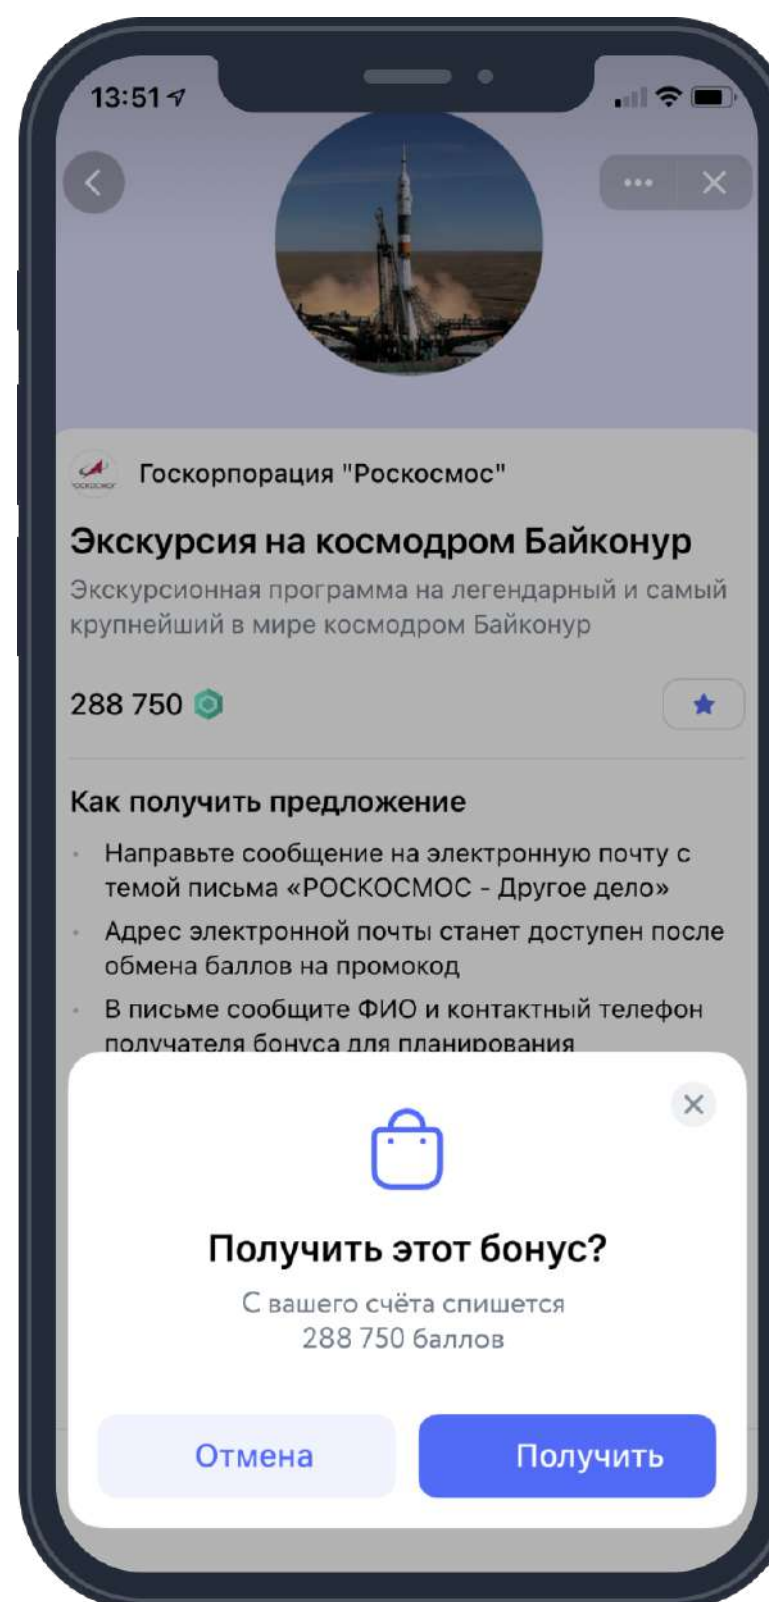 13:51
Госкорпорация "Роскосмос"
Экскурсия на космодром Байконур
Экскурсионная программа на легендарный и самый
крупнейший в мире космодром Байконур
288 750
Как получить предложение
• Направьте сообщение на электронную почту с
темой письма «РОСКОСМОС - Другое дело»
• Адрес электронной почты станет доступен после
обмена баллов на промокод
• В письме сообщите ФИО и контактный телефон
получателя бонуса для планирования
Получить этот бонус?
С вашего счёта спишется
288 750 баллов
Отмена
Получить